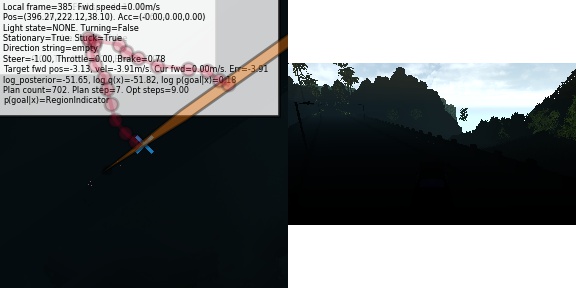 Local frame=385. Fwd speed=0.00m/s
Pos=(396.27,222.12,38.10). Acc=(-0.00,0.00,0.00)
Light state=NONE. Turning=False
Stationary=True. Stuck=True.
Direction string=empty.
Steer=-1.00, Throttle=0.00, Brake=0.78
Target fwd pos=-3.13, vel=-3.91m/s. Cur fwd=0.00m/s. Err=-3.91
log_posterior=-51.65, log q(x)=-51.82, log p(goal|x)=0.18
Plan count=702. Plan step=7. Opt steps=9.00
p(goal|x)=RegionIndicator